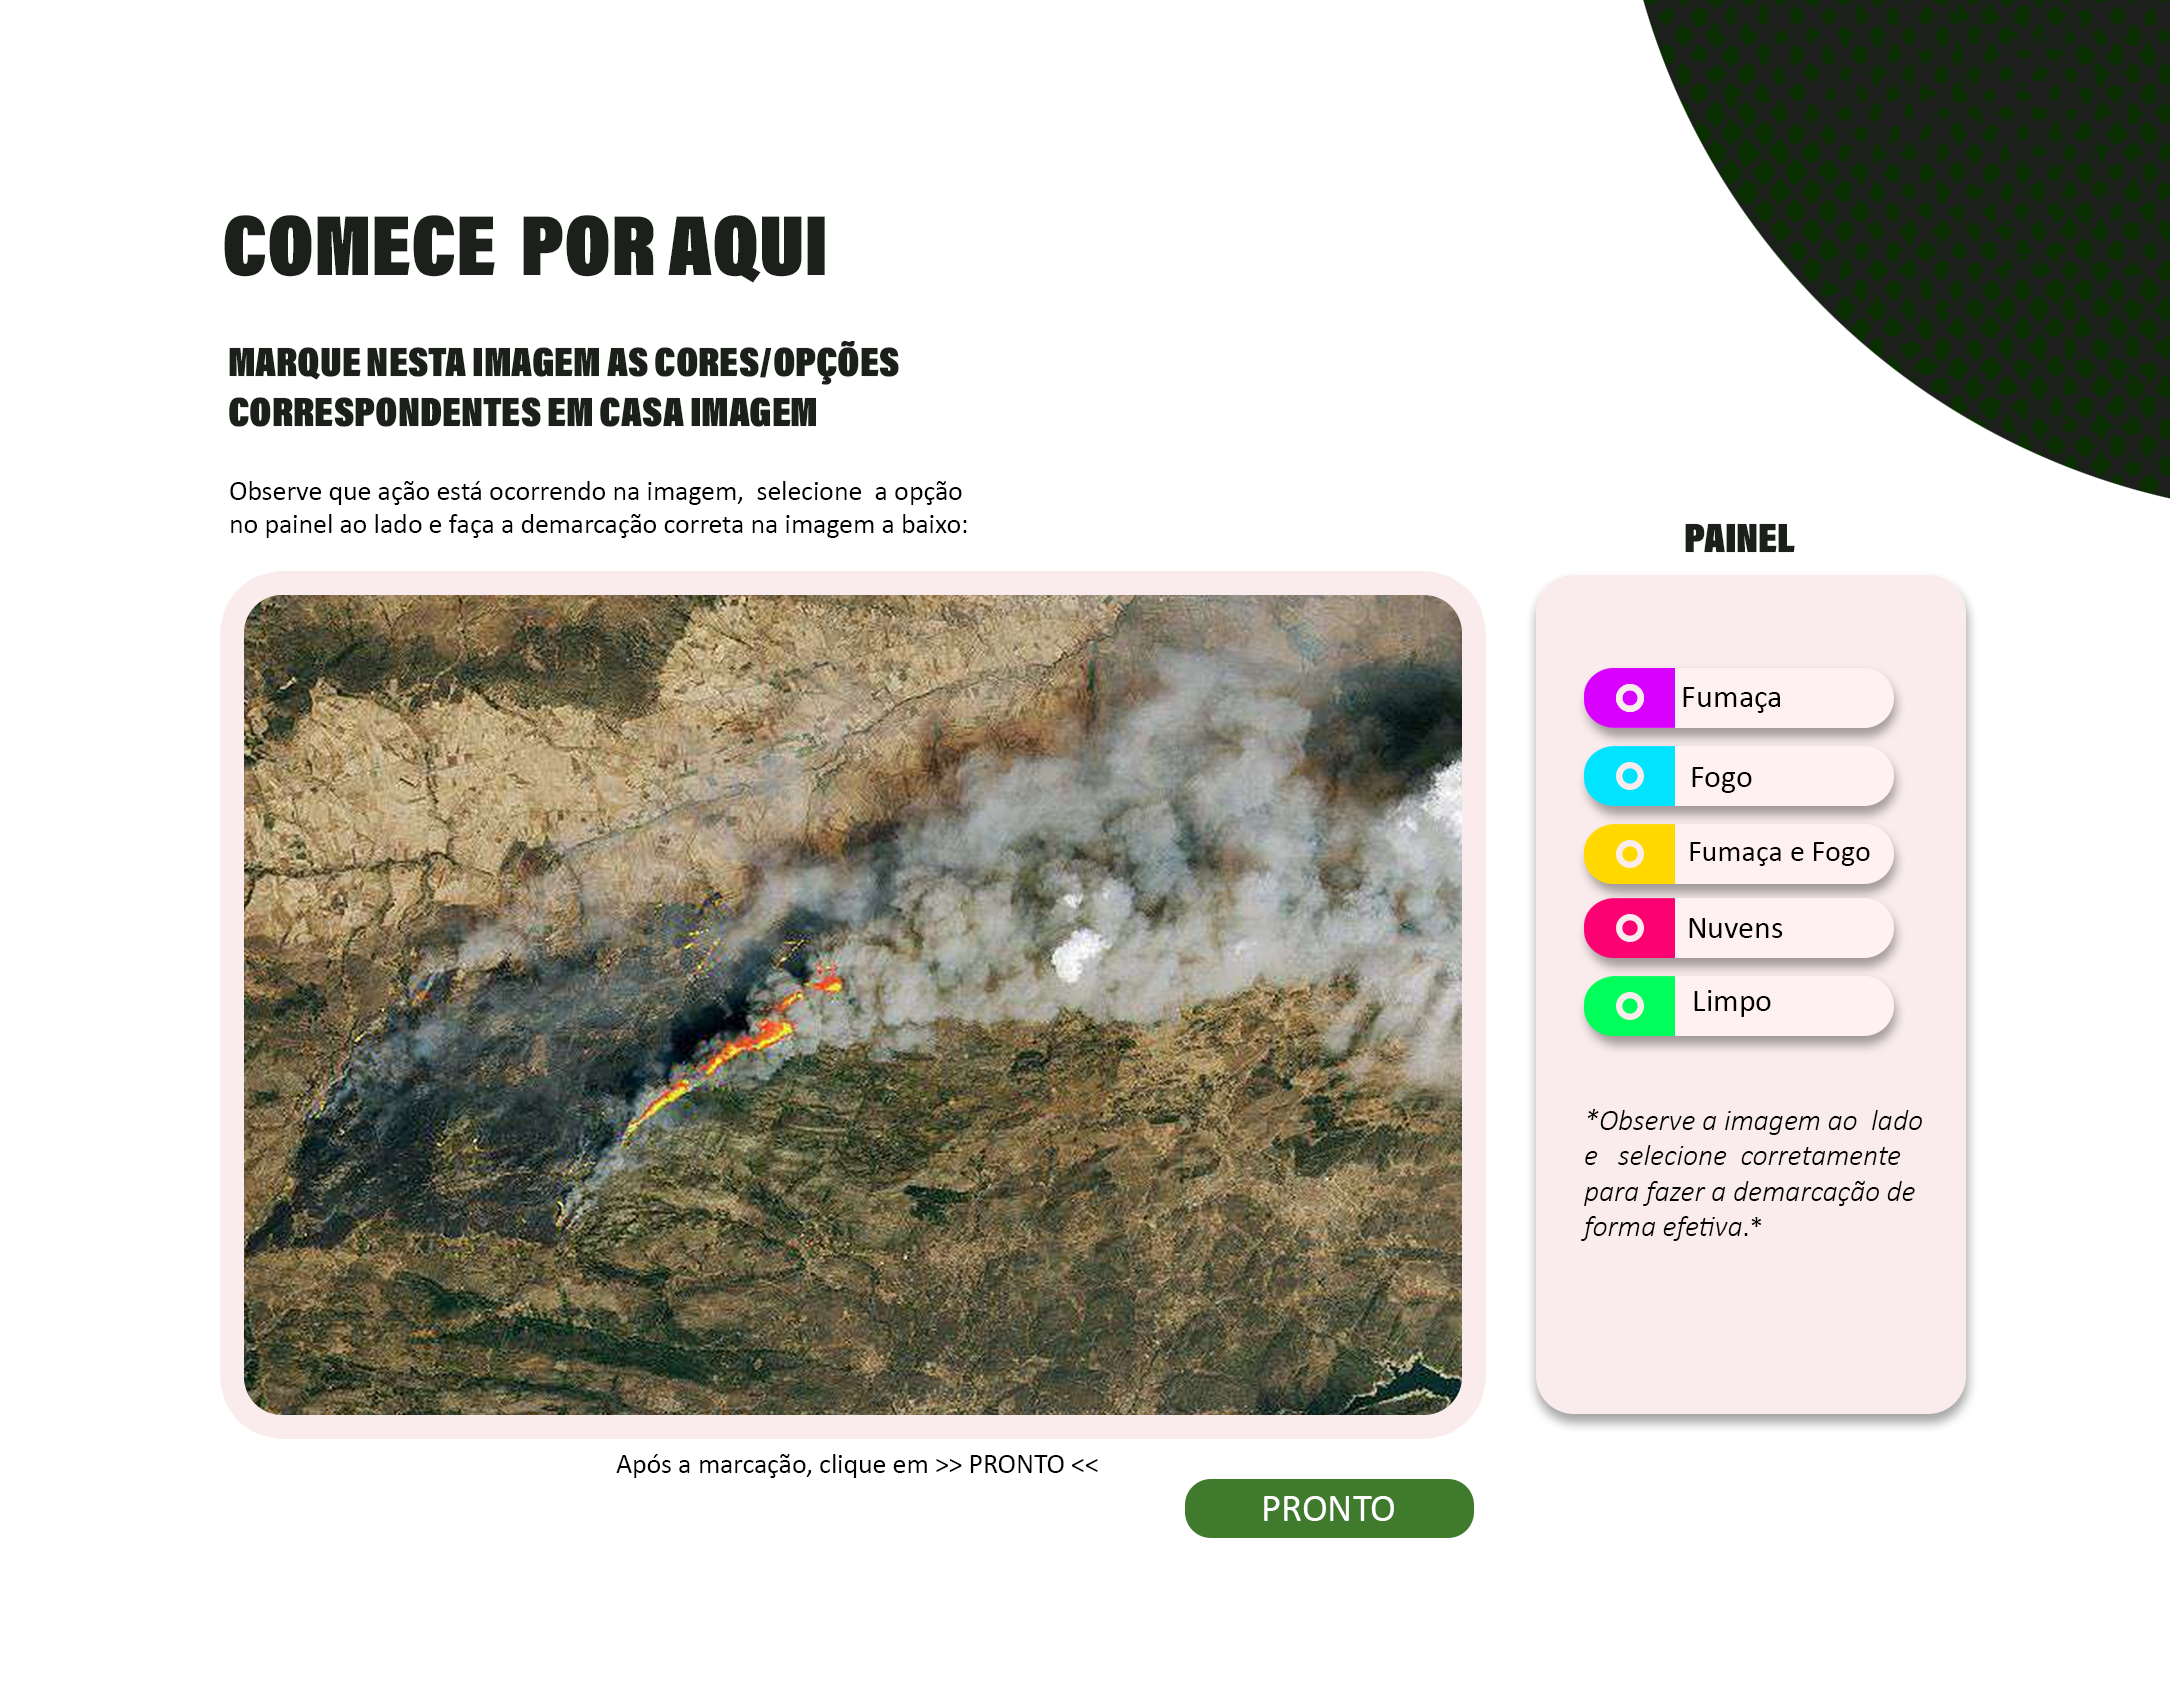 COMECE POR AQUI
MARQUE NESTA IMAGEM AS CORES/OPÇÕES
CORRESPONDENTES EM CASA IMAGEM
Observe que ação está ocorrendo na imagem, selecione a opção
no painel ao lado e faça a demarcação correta na imagem a baixo:
PAINEL
Fumaça
Fogo
Fumaça e Fogo
Nuvens
Limpo
*Observe a imagem ao lado
e selecione corretamente
para fazer a demarcação de
forma efetiva.*
Após a marcação, clique em >> PRONTO <<
PRONTO